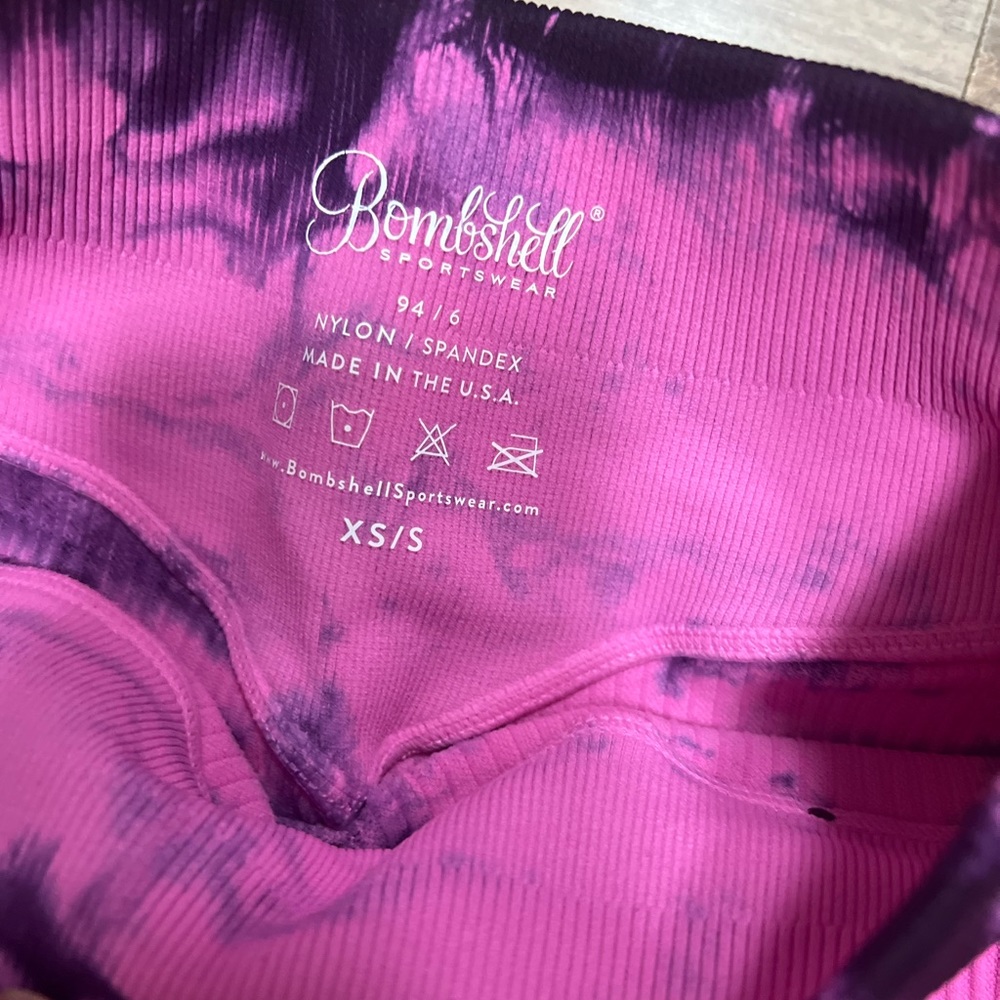 Bombshell®
SPORTSWEAR
94 / 6
NYLON / SPANDEX
MADE IN THE U.S.A.
www.BombshellSportswear.com
XS/S